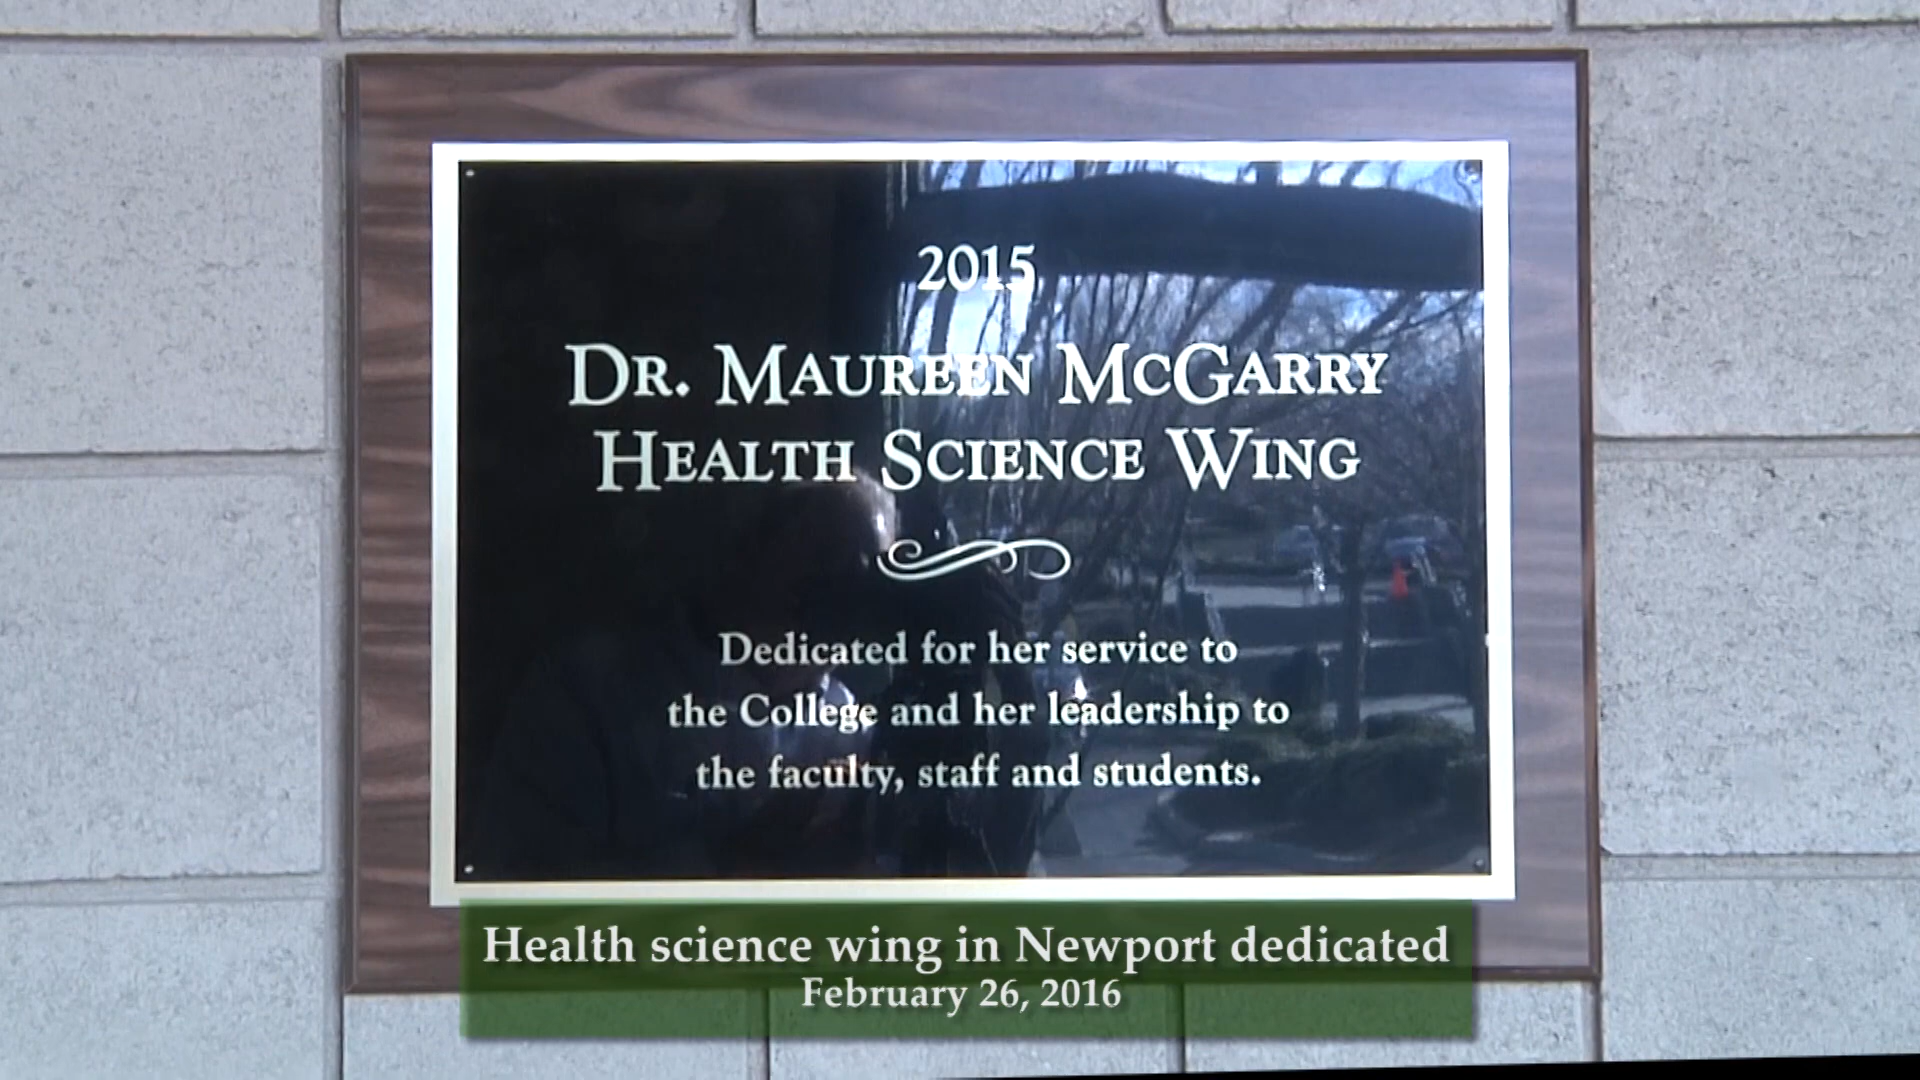 2015
DR. MAUREEN MCGARRY
HEALTH SCIENCE WING
Dedicated for her service to
the College and her leadership to
the faculty, staff and students.
Health science wing in Newport dedicated
February 26, 2016